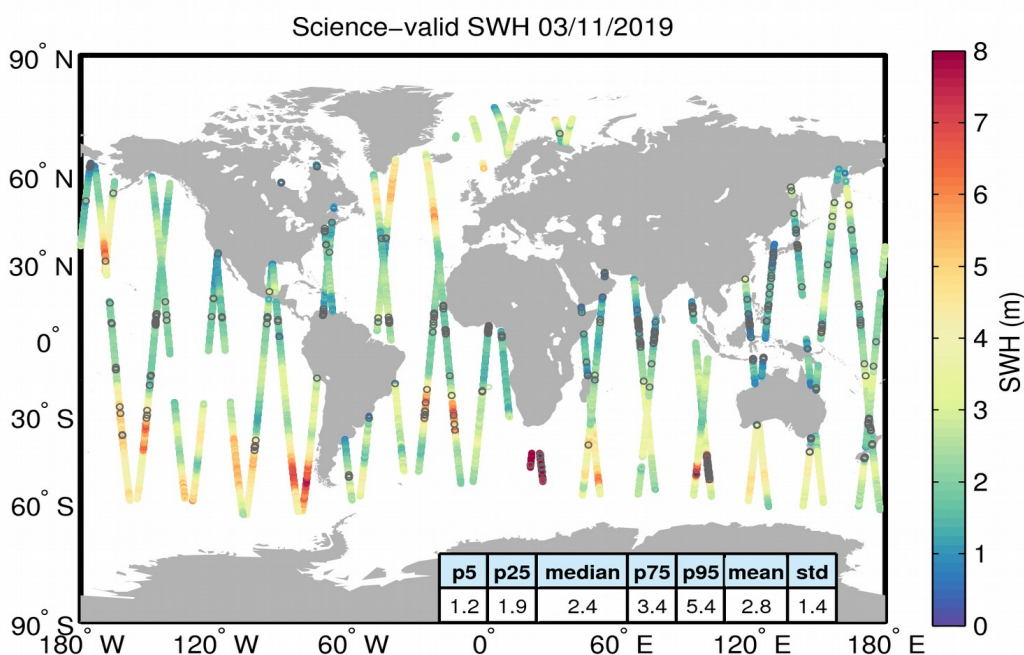 Science−valid SWH 03/11/2019
90° N
60° N
30° N
0°
30° S
60° S
90° S
180° W
120° W
60° W
0°
60° E
120° E
180° E
p5 p25 median p75 p95 mean std
1.2 1.9 2.4 3.4 5.4 2.8 1.4
8
7
6
5
4
3
2
1
0
SWH (m)